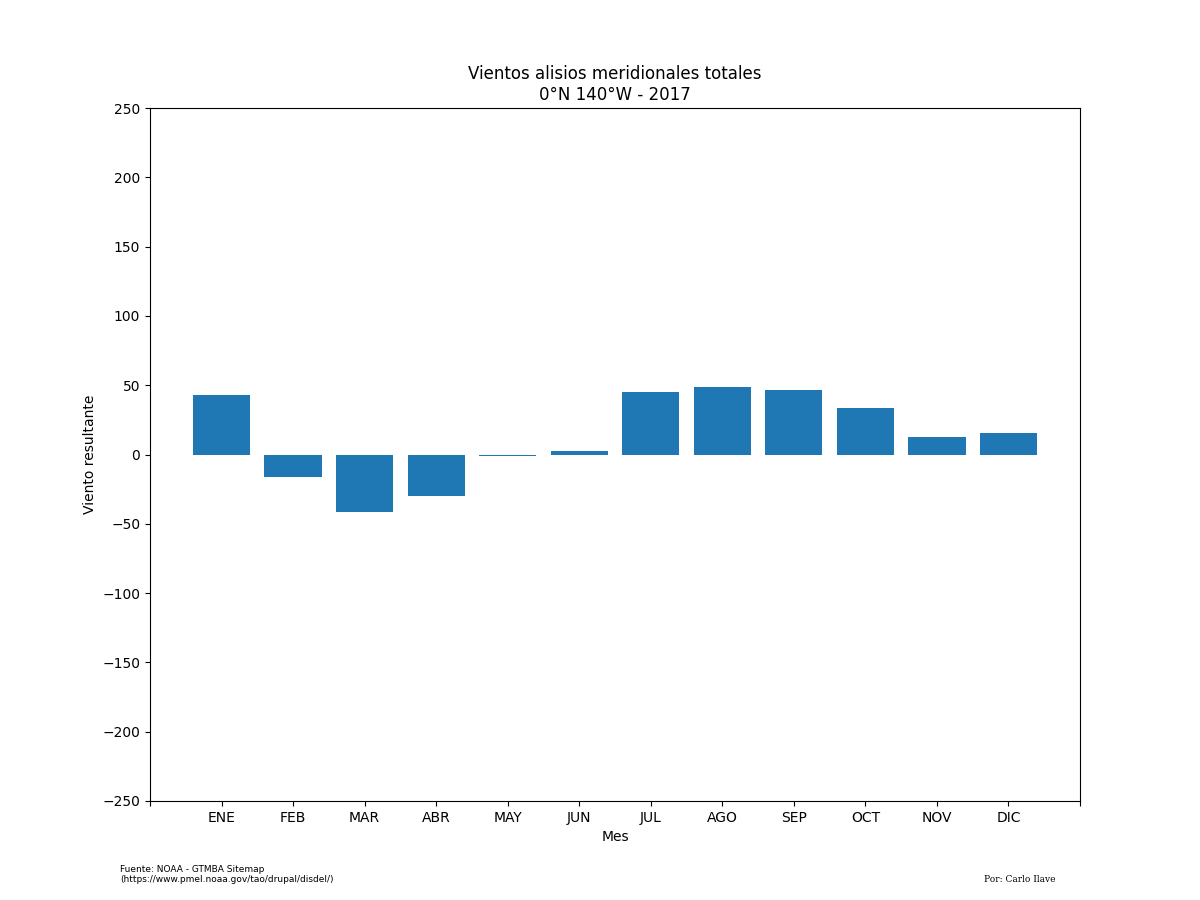 Vientos alisios meridionales totales
0°N 140°W - 2017
250
200
150
100
50
0
−50
−100
−150
−200
−250
Viento resultante
ENE FEB MAR ABR MAY JUN JUL AGO SEP OCT NOV DIC
Mes
Fuente: NOAA - GTMBA Sitemap
(https://www.pmel.noaa.gov/tao/drupal/disdel/)
Por: Carlo Ilave